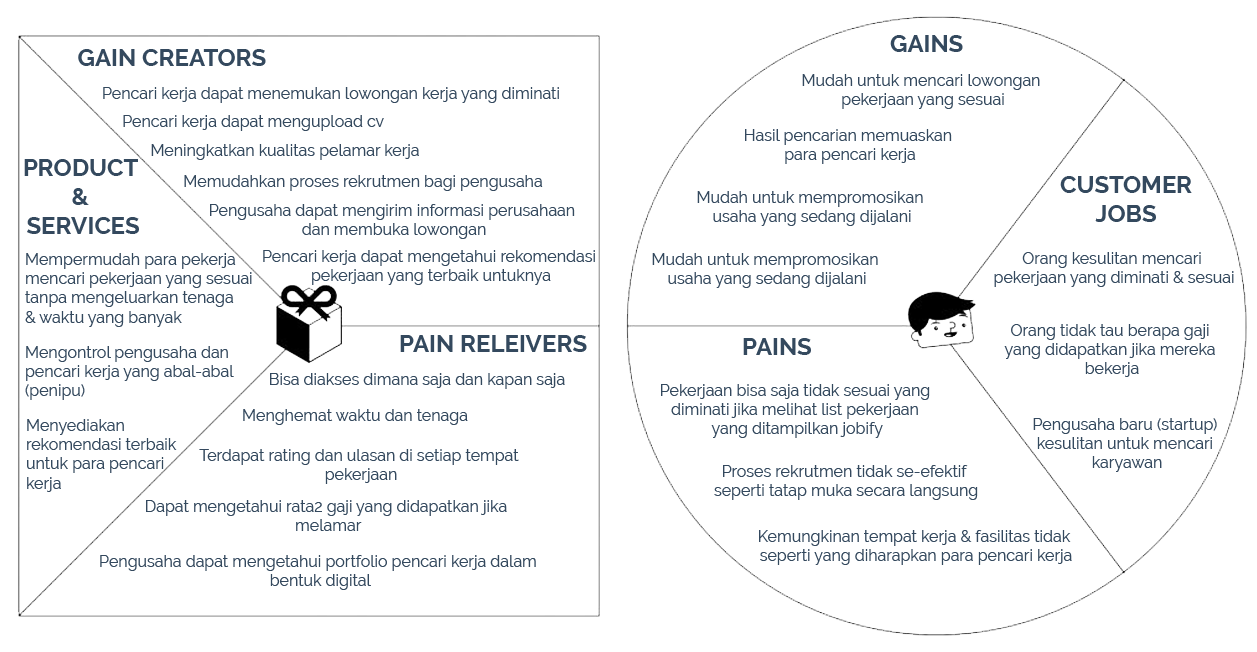 GAIN CREATORS
Pencari kerja dapat menemukan lowongan kerja yang diminati
Pencari kerja dapat mengupload cv
Meningkatkan kualitas pelamar kerja
Memudahkan proses rekrutmen bagi pengusaha
Pengusaha dapat mengirim informasi perusahaan
dan membuka lowongan
Pencari kerja dapat mengetahui rekomendasi
pekerjaan yang terbaik untuknya
PRODUCT
&
SERVICES
Mempermudah para pekerja
mencari pekerjaan yang sesuai
tanpa mengeluarkan tenaga
& waktu yang banyak
Mengontrol pengusaha dan
pencari kerja yang abal-abal
(penipu)
Menyediakan
rekomendasi terbaik
untuk para pencari
kerja
PAIN RELEIVERS
Bisa diakses dimana saja dan kapan saja
Menghemat waktu dan tenaga
Terdapat rating dan ulasan di setiap tempat
pekerjaan
Dapat mengetahui rata2 gaji yang didapatkan jika
melamar
Pengusaha dapat mengetahui portfolio pencari kerja dalam
bentuk digital
GAINS
Mudah untuk mencari lowongan
pekerjaan yang sesuai
Hasil pencarian memuaskan
para pencari kerja
Mudah untuk mempromosikan
usaha yang sedang dijalani
Mudah untuk mempromosikan
usaha yang sedang dijalani
CUSTOMER
JOBS
Orang kesulitan mencari
pekerjaan yang diminati & sesuai
Orang tidak tau berapa gaji
yang didapatkan jika mereka
bekerja
Pengusaha baru (startup)
kesulitan untuk mencari
karyawan
PAINS
Pekerjaan bisa saja tidak sesuai yang
diminati jika melihat list pekerjaan
yang ditampilkan jobify
Proses rekrutmen tidak se-efektif
seperti tatap muka secara langsung
Kemungkinan tempat kerja & fasilitas tidak
seperti yang diharapkan para pencari kerja